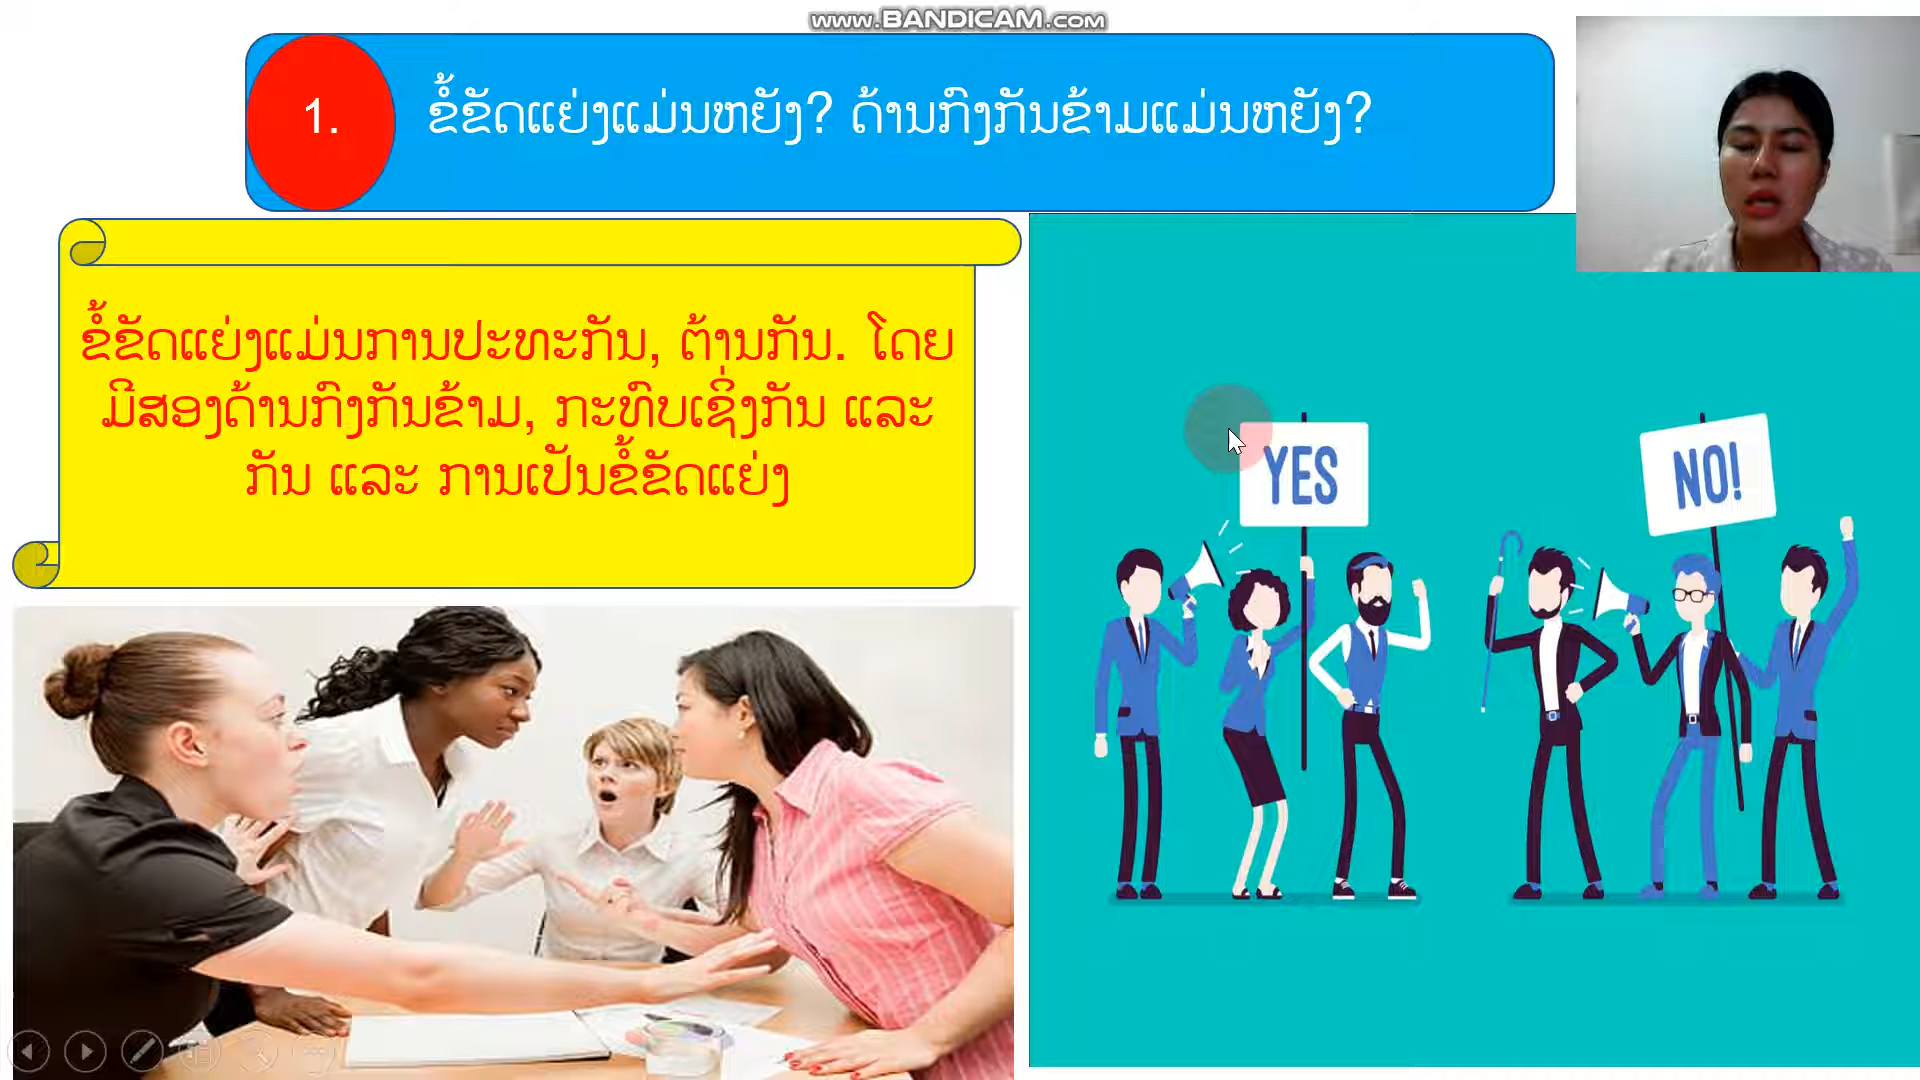 www.BANDICAM.com
1.
ຂໍ້ຂັດແຍ່ງແມ່ນຫຍັງ? ດ້ານກົງກັນຂ້າມແມ່ນຫຍັງ?
ຂໍ້ຂັດແຍ່ງແມ່ນການປະທະກັນ, ຕ້ານກັນ. ໂດຍ
ມີສອງດ້ານກົງກັນຂ້າມ, ກະທົບເຊິ່ງກັນ ແລະ
ກັນ ແລະ ການເປັນຂໍ້ຂັດແຍ່ງ
YES
NO!